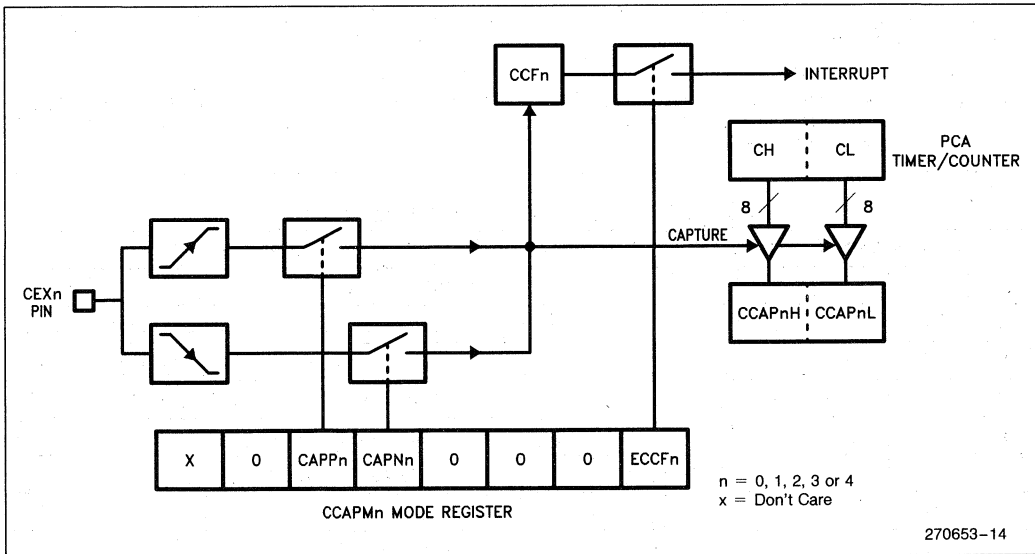 CCFn
INTERRUPT
CH
CL
PCA
TIMER/COUNTER
8
8
CAPTURE
CEXn
PIN
CCAPnH
CCAPnL
X
0
CAPPn
CAPNn
0
0
0
ECCFn
n = 0, 1, 2, 3 or 4
x = Don't Care
CCAPMn MODE REGISTER
270653-14